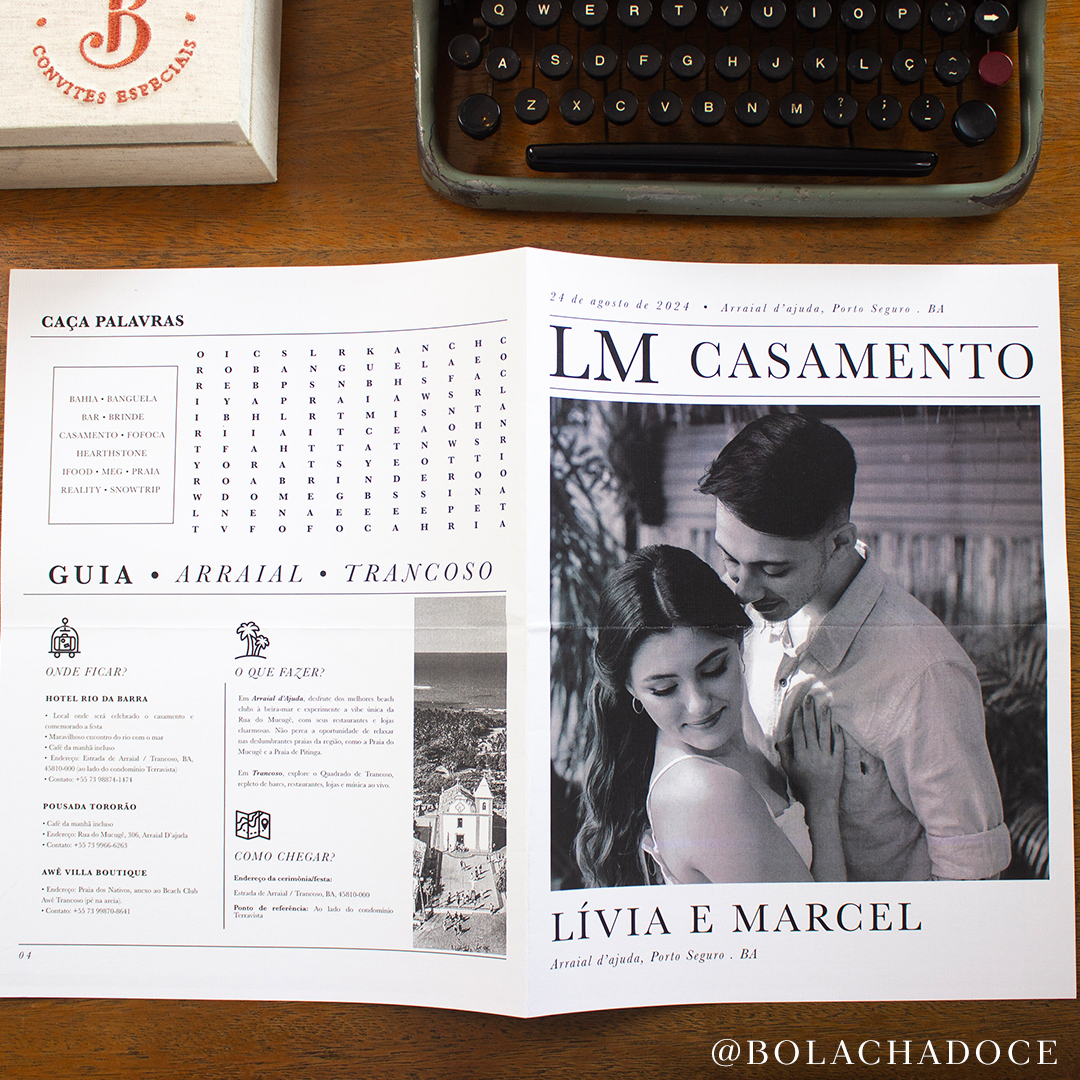 B
CONVITES ESPECIAIS
Q W E R T Y U I O P
A S D F G H J K L Ç
Z X C V B N M
CAÇA PALAVRAS
BAHIA • BANGUELA
BAR • BRINDE
CASAMENTO • FOFOCA
HEARTHSTONE
IFOOD • MEG • PRAIA
REALITY • SNOWTRIP
O I C S L R K A N C H C
GUIA • ARRAIAL • TRANCOSO
ONDE FICAR?
HOTEL RIO DA BARRA
• Local onde será celebrado o casamento e
comemorado a festa
• Maravilhoso encontro do rio com o mar
• Café da manhã incluso
• Endereço: Estrada de Arraial / Trancoso, BA,
45810-000 (ao lado do condomínio Terravista)
• Contato: +55 73 98874-1474
POUSADA TORORÃO
• Café da manhã incluso
• Endereço: Rua do Mucugê, 306, Arraial D'ajuda
• Contato: +55 73 9966-6263
AWÊ VILLA BOUTIQUE
• Endereço: Praia dos Nativos, anexo ao Beach Club
Awê Trancoso (pé na areia).
• Contato: +55 73 99870-8641
O QUE FAZER?
Em Arraial d'Ajuda, desfrute dos melhores beach
clubs à beira-mar e experimente a vibe única da
Rua do Mucugê, com seus restaurantes e lojas
charmosas. Não perca a oportunidade de relaxar
nas deslumbrantes praias da região, como a Praia do
Mucugê e a Praia de Pitinga.
Em Trancoso, explore o Quadrado de Trancoso,
repleto de bares, restaurantes, lojas e música ao vivo.
COMO CHEGAR?
Endereço da cerimônia/festa:
Estrada de Arraial / Trancoso, BA, 45810-000
Ponto de referência: Ao lado do condomínio
Terravista
04
24 de agosto de 2024 • Arraial d'ajuda, Porto Seguro . BA
LM CASAMENTO
LÍVIA E MARCEL
Arraial d'ajuda, Porto Seguro . BA
@BOLACHADOCE